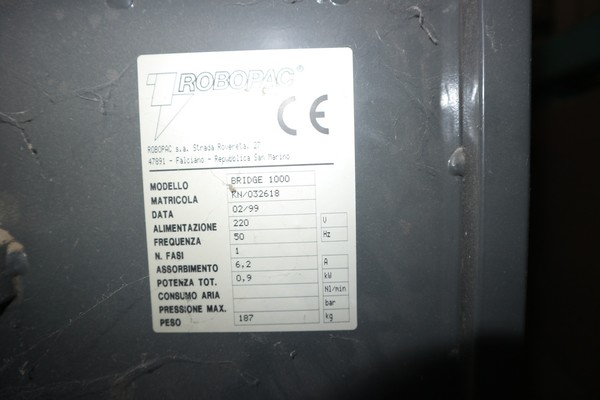 ROBOPAC®
CE
ROBOPAC s.a. Strada Rovereta, 27
47891 - Falciano - Repubblica San Marino
MODELLO BRIDGE 1000
MATRICOLA KN/032618
DATA 02/99
ALIMENTAZIONE 220 V
FREQUENZA 50 Hz
N. FASI 1
ASSORBIMENTO 6,2 A
POTENZA TOT. 0,9 kW
CONSUMO ARIA Nl/min
PRESSIONE MAX. bar
PESO 187 kg